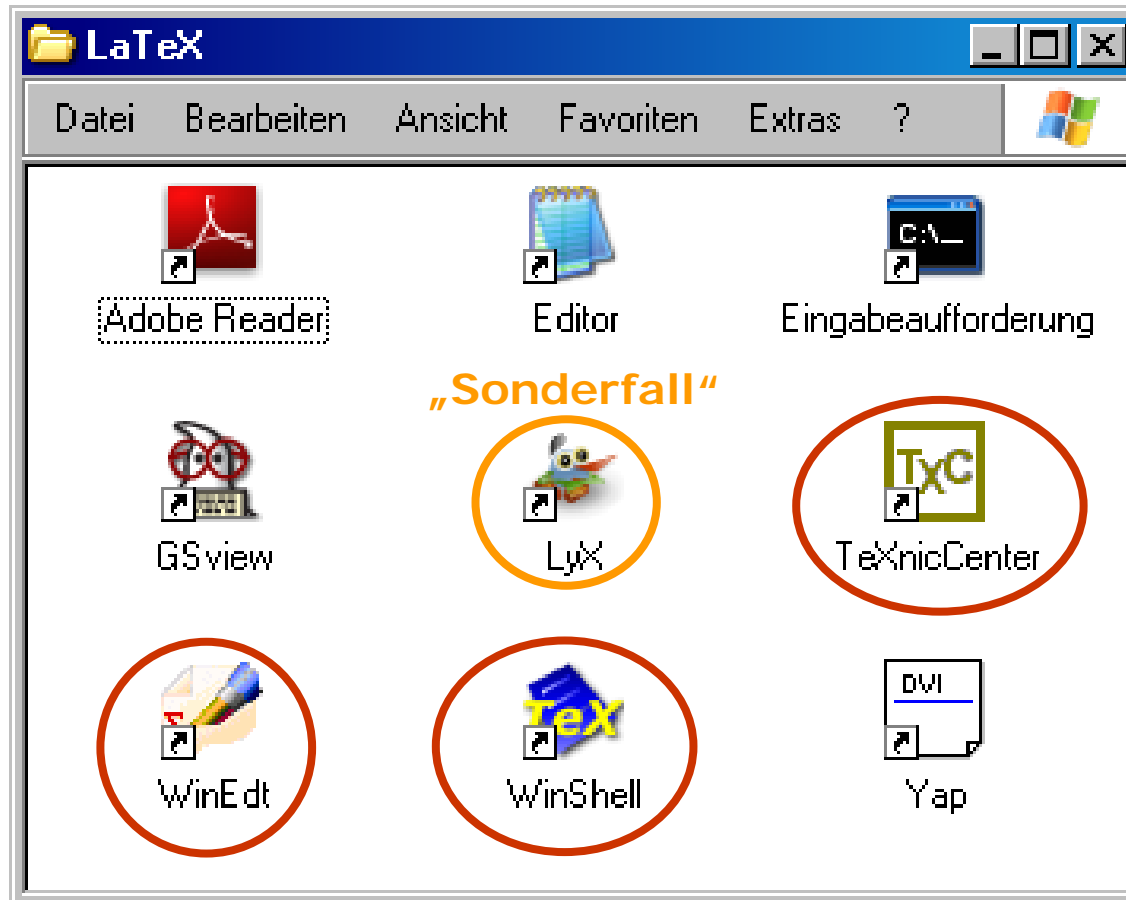 LaTeX
Datei Bearbeiten Ansicht Favoriten Extras ?
C:\_
Adobe Reader Editor Eingabeaufforderung
„Sonderfall“
TXC
GSview LyX TeXnicCenter
TeX DVI
WinEdt WinShell Yap